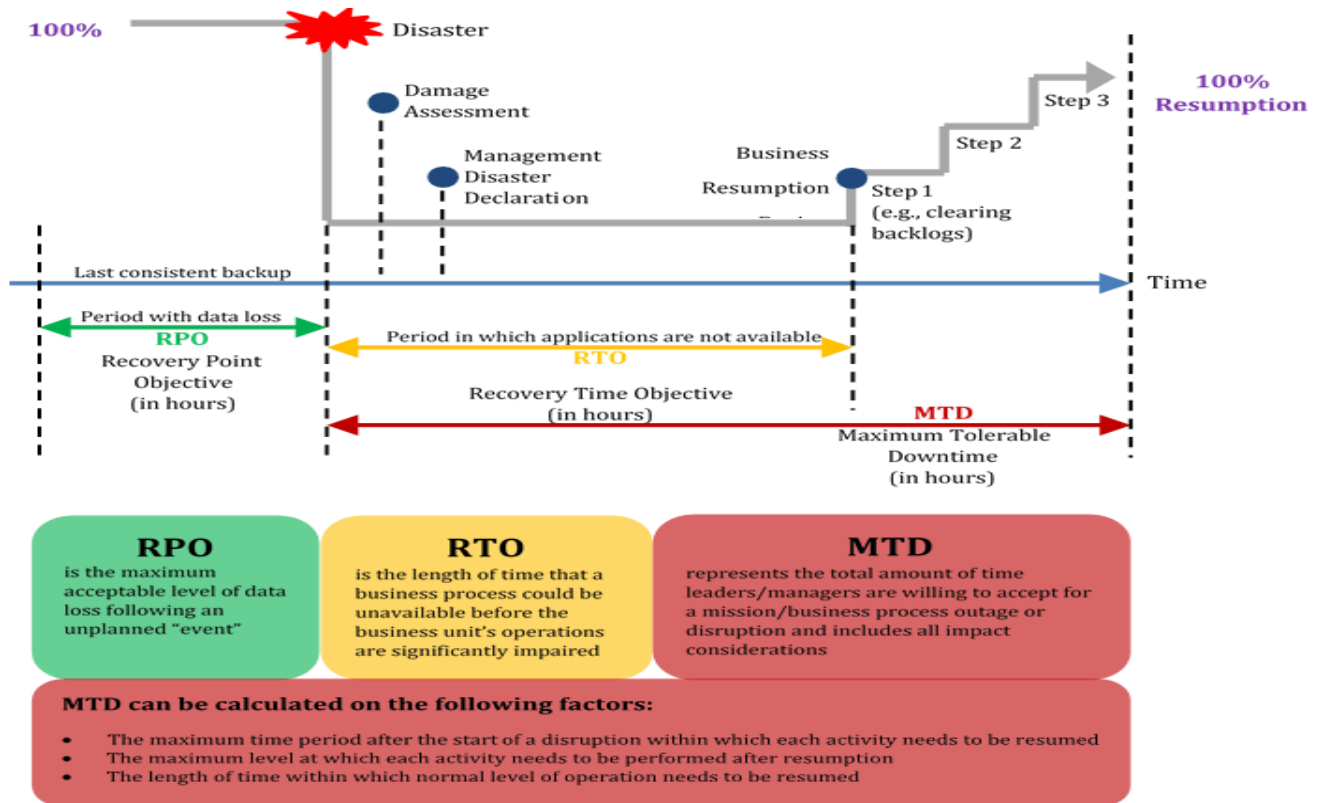 100%
Disaster
Damage
Assessment
Management
Disaster
Declaration
Business
Resumption
Step 1
(e.g., clearing
backlogs)
Step 2
Step 3
100%
Resumption
Last consistent backup
Time
Period with data loss
RPO
Recovery Point
Objective
(in hours)
Period in which applications are not available
RTO
Recovery Time Objective
(in hours)
MTD
Maximum Tolerable
Downtime
(in hours)
RPO
is the maximum
acceptable level of data
loss following an
unplanned “event”
RTO
is the length of time that a
business process could be
unavailable before the
business unit’s operations
are significantly impaired
MTD
represents the total amount of time
leaders/managers are willing to accept for
a mission/business process outage or
disruption and includes all impact
considerations
MTD can be calculated on the following factors:
• The maximum time period after the start of a disruption within which each activity needs to be resumed
• The maximum level at which each activity needs to be performed after resumption
• The length of time within which normal level of operation needs to be resumed